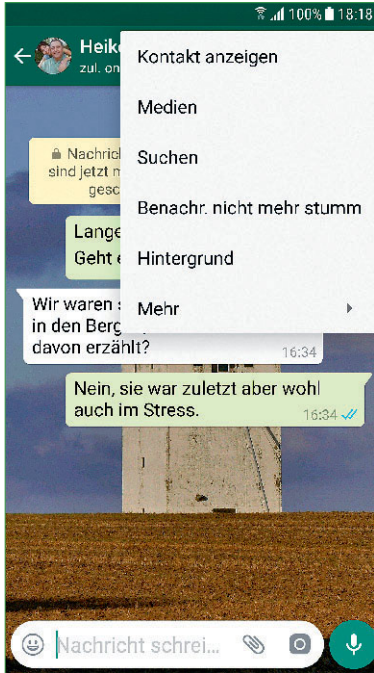 100% 18:18
Heik
zul. on
Kontakt anzeigen
Medien
Suchen
Benachr. nicht mehr stumm
Hintergrund
Mehr
Nachric
sind jetzt
gesc
Lange
Geht
Wir waren
in den Berg
davon erzählt?
16:34
Nein, sie war zuletzt aber wohl
auch im Stress.
16:34
Nachricht schrei...